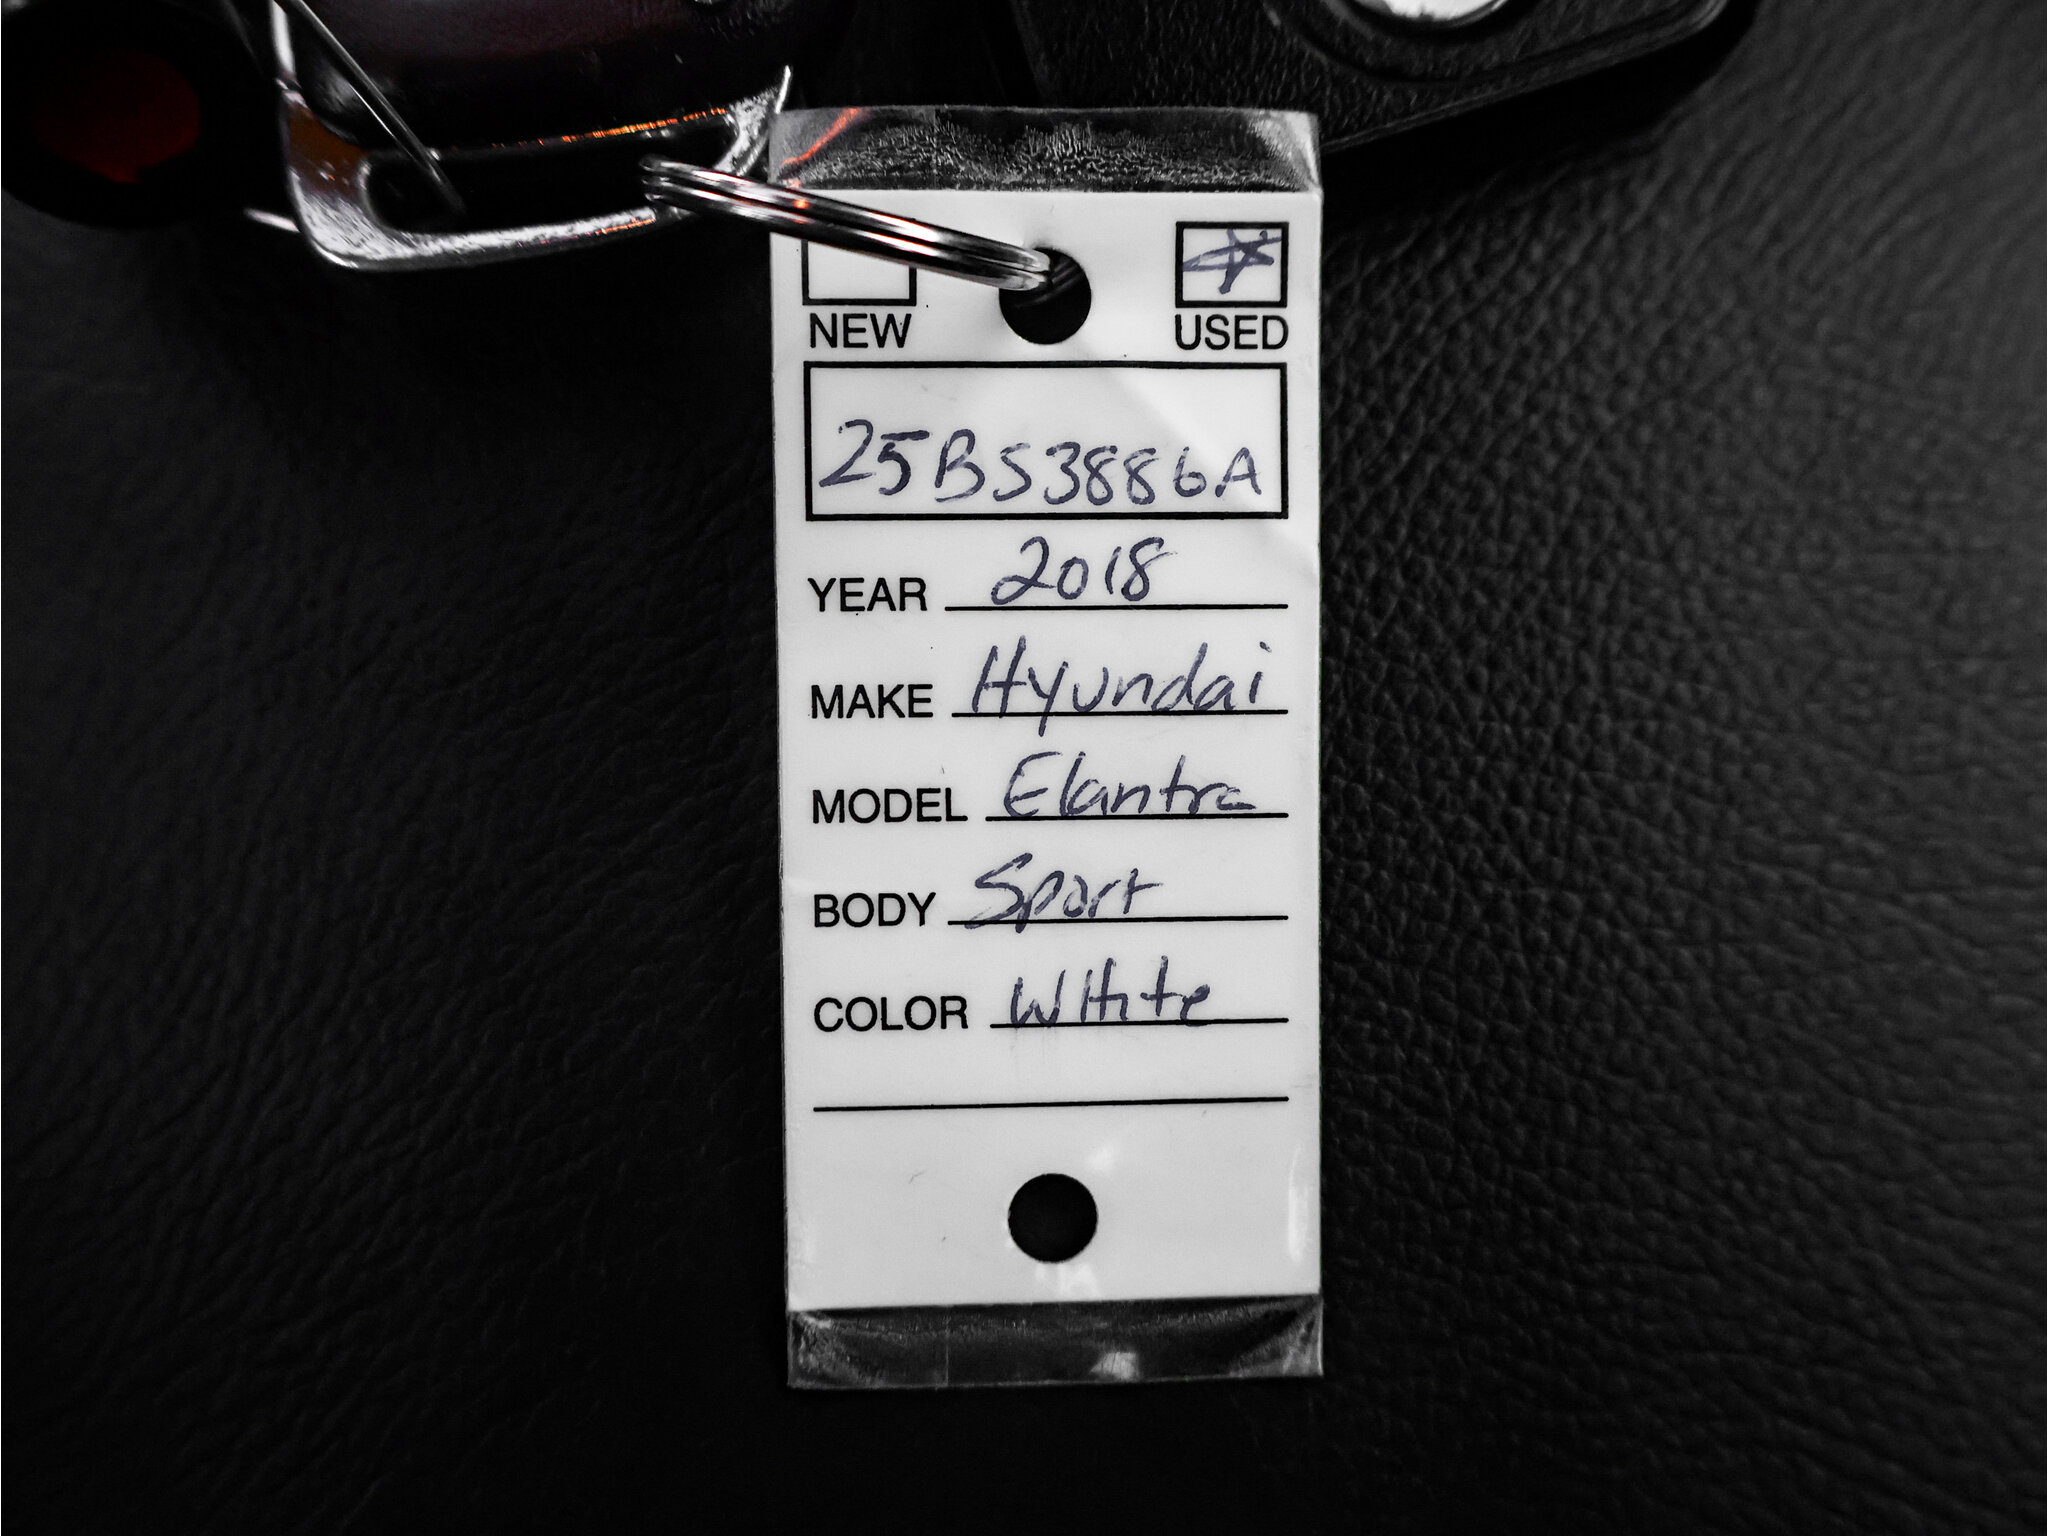 NEW USED
25BS3886A
YEAR 2018
MAKE Hyundai
MODEL Elantra
BODY Sport
COLOR WHite